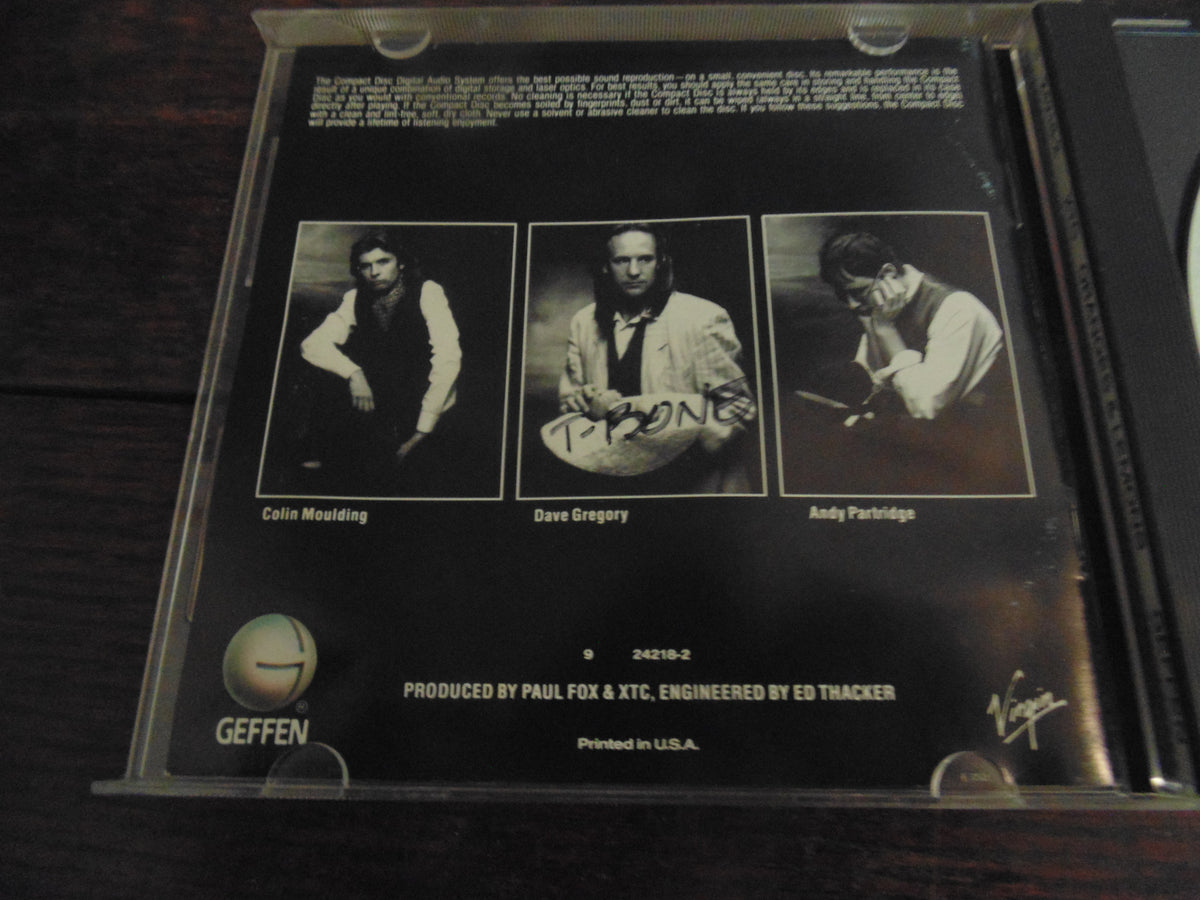 The Compact Disc Digital Audio System offers the best possible sound reproduction—on a small, convenient disc. Its remarkable performance is the
result of a unique combination of digital storage and laser optics. For best results, you should apply the same care in storing and handling the Compact
Disc as you would with conventional records. No cleaning is necessary if the Compact Disc is always held by its edges and is replaced in its case
directly after playing. If the Compact Disc becomes soiled by fingerprints, dust or dirt, it can be wiped (always in a straight line, from center to edge)
with a clean and lint-free, soft, dry cloth. Never use a solvent or abrasive cleaner to clean the disc. If you follow these suggestions, the Compact Disc
will provide a lifetime of listening enjoyment.
T-BONE
Colin Moulding
Dave Gregory
Andy Partridge
9 24218-2
PRODUCED BY PAUL FOX & XTC, ENGINEERED BY ED THACKER
GEFFEN
®
Virgin
Printed in U.S.A.